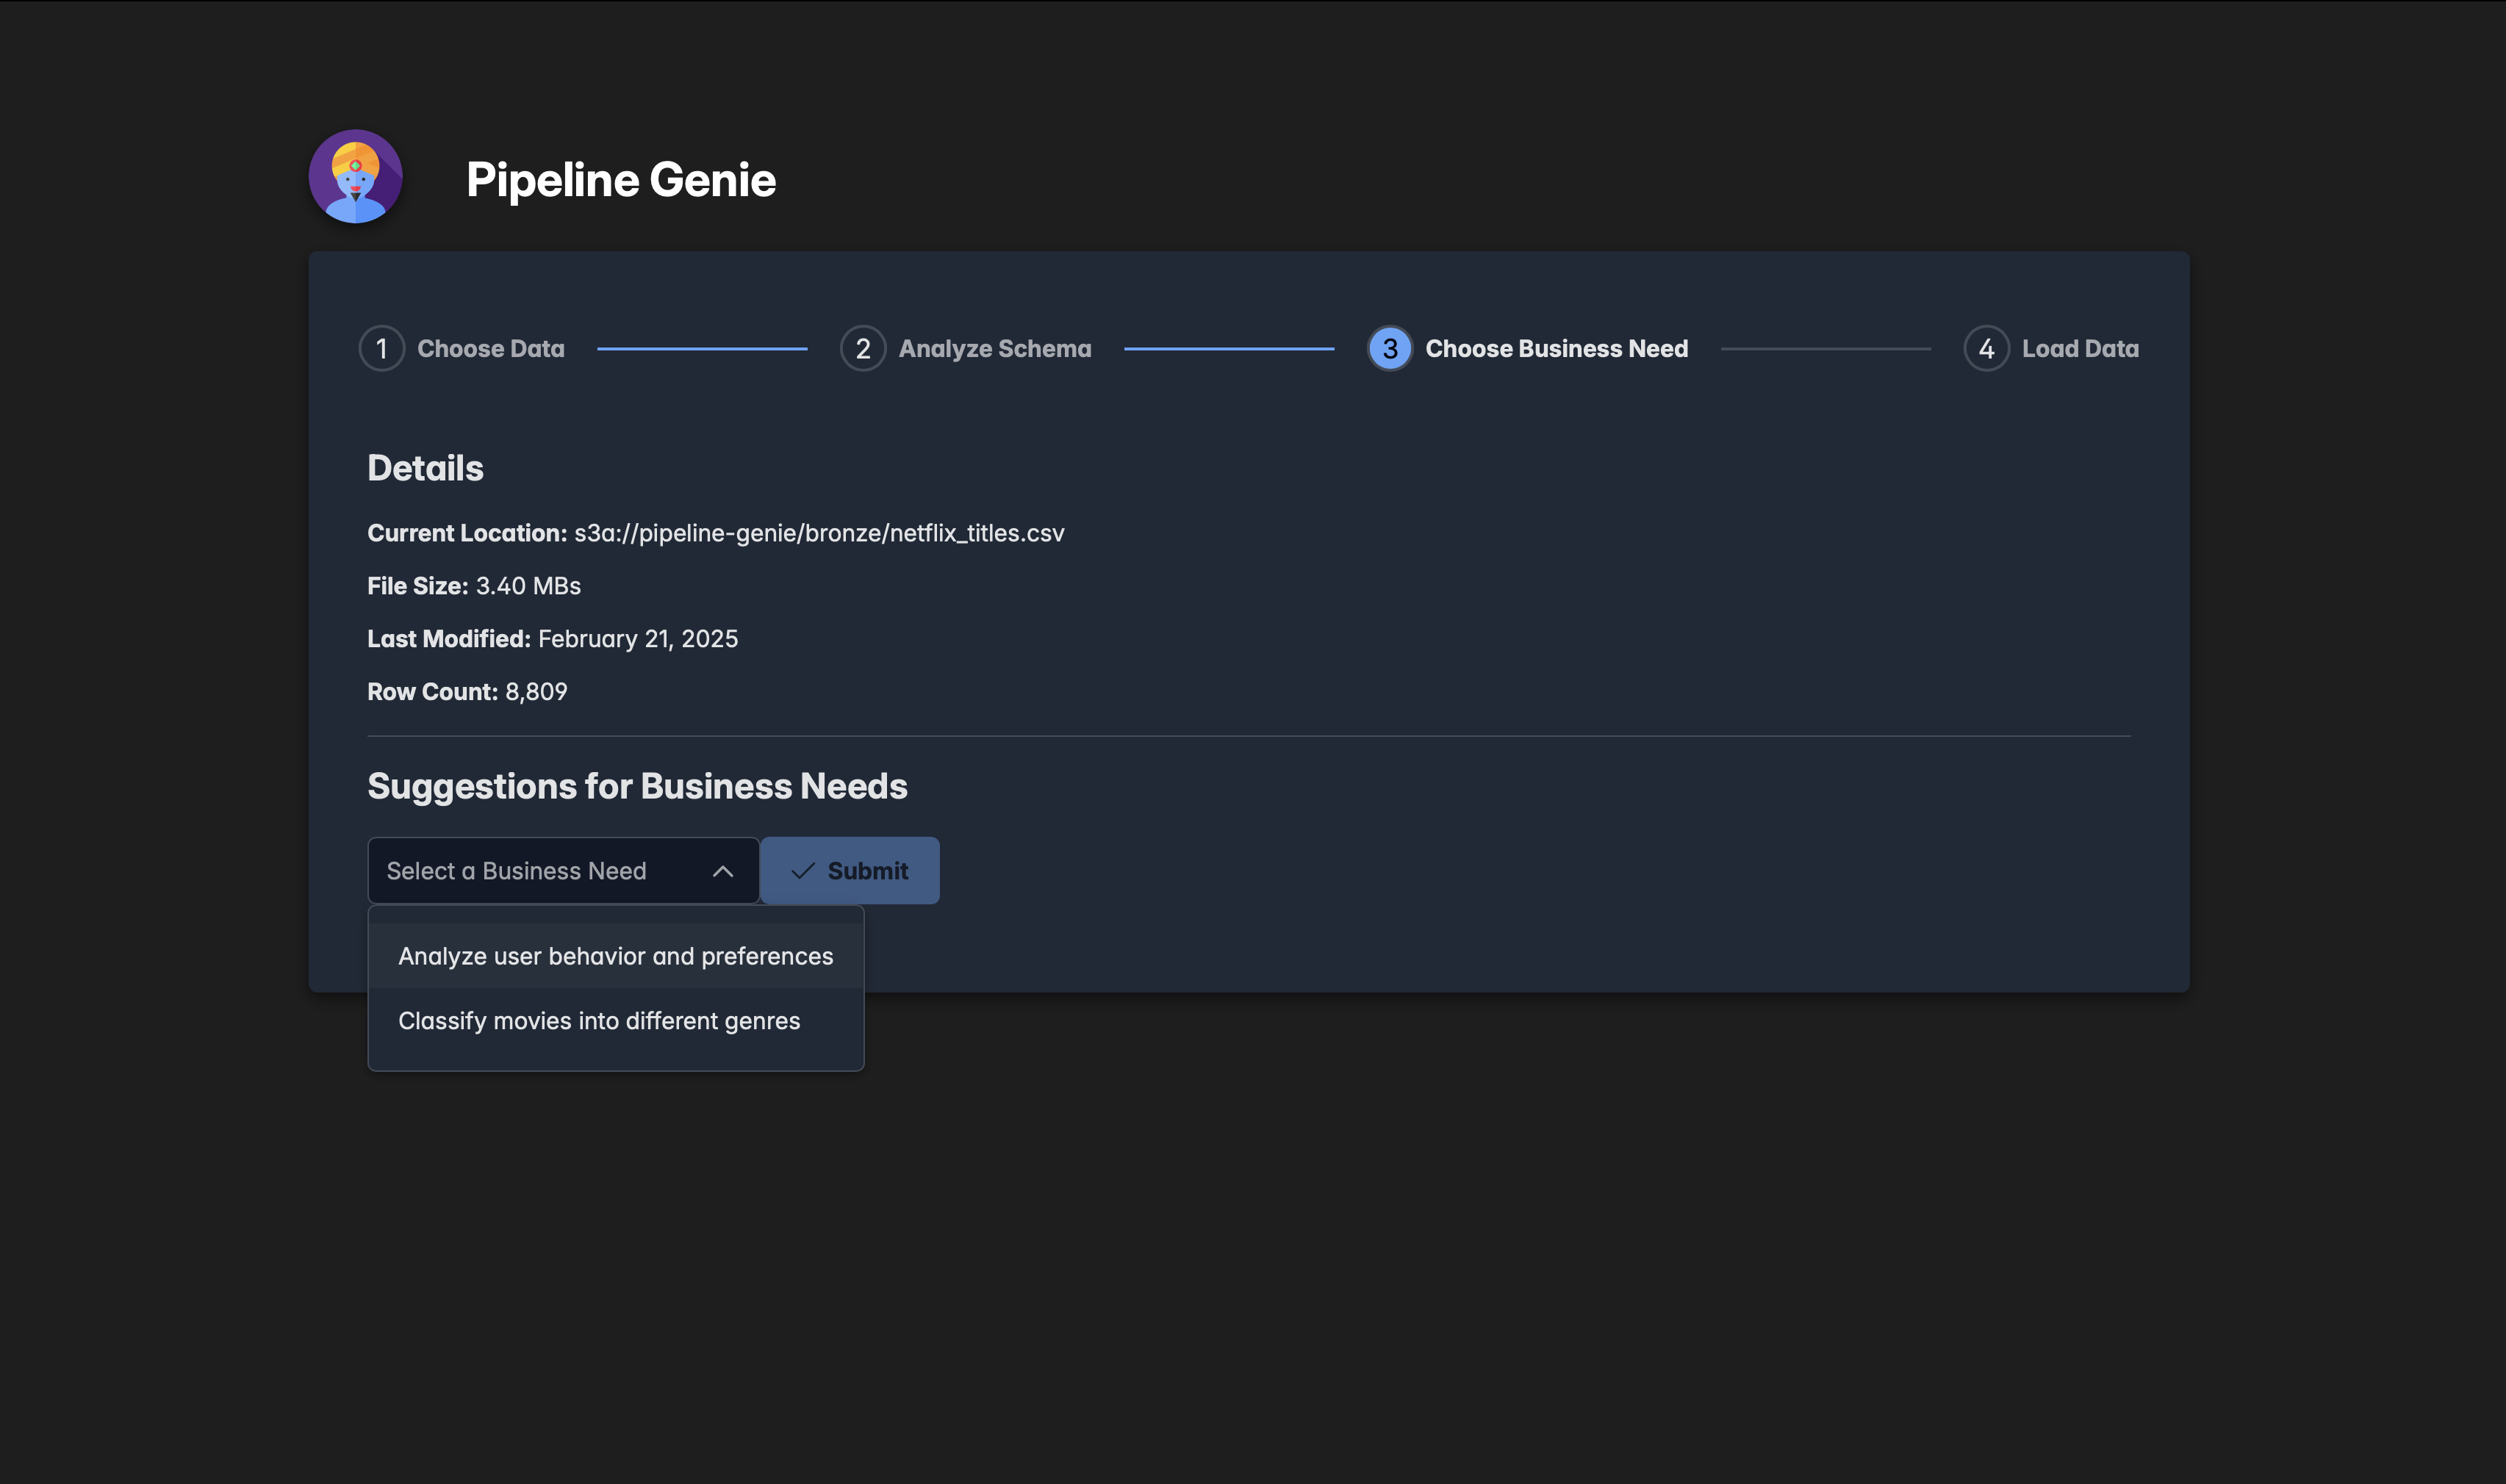 Pipeline Genie
1 Choose Data 2 Analyze Schema 3 Choose Business Need 4 Load Data
Details
Current Location: s3a://pipeline-genie/bronze/netflix_titles.csv
File Size: 3.40 MBs
Last Modified: February 21, 2025
Row Count: 8,809
Suggestions for Business Needs
Select a Business Need Submit
Analyze user behavior and preferences
Classify movies into different genres